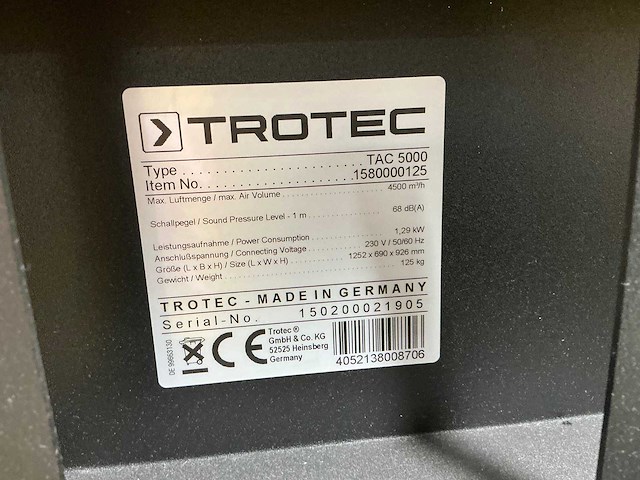 TROTEC
Type . . . . . . . . . . . . . . . . . . . . . . . TAC 5000
Item No. . . . . . . . . . . . . . . . . . . . . 1580000125
Max. Luftmenge / max. Air Volume . . . . . . . . . . 4500 m³/h
Schallpegel / Sound Pressure Level - 1 m . . . . . . . . . . 68 dB(A)
Leistungsaufnahme / Power Consumption . . . . . . . . . . 1,29 kW
Anschlußspannung / Connecting Voltage . . . . . . . . . . 230 V / 50/60 Hz
Größe (L x B x H) / Size (L x W x H) . . . . . . . . . . 1252 x 690 x 926 mm
Gewicht / Weight . . . . . . . . . . 125 kg
TROTEC - MADE IN GERMANY
Serial-No. 150200021905
DE 99663130
CE
Trotec ®
GmbH & Co. KG
52525 Heinsberg
Germany
4052138008706